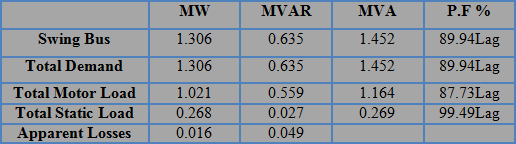 MW MVAR MVA P.F %
Swing Bus 1.306 0.635 1.452 89.94Lag
Total Demand 1.306 0.635 1.452 89.94Lag
Total Motor Load 1.021 0.559 1.164 87.73Lag
Total Static Load 0.268 0.027 0.269 99.49Lag
Apparent Losses 0.016 0.049